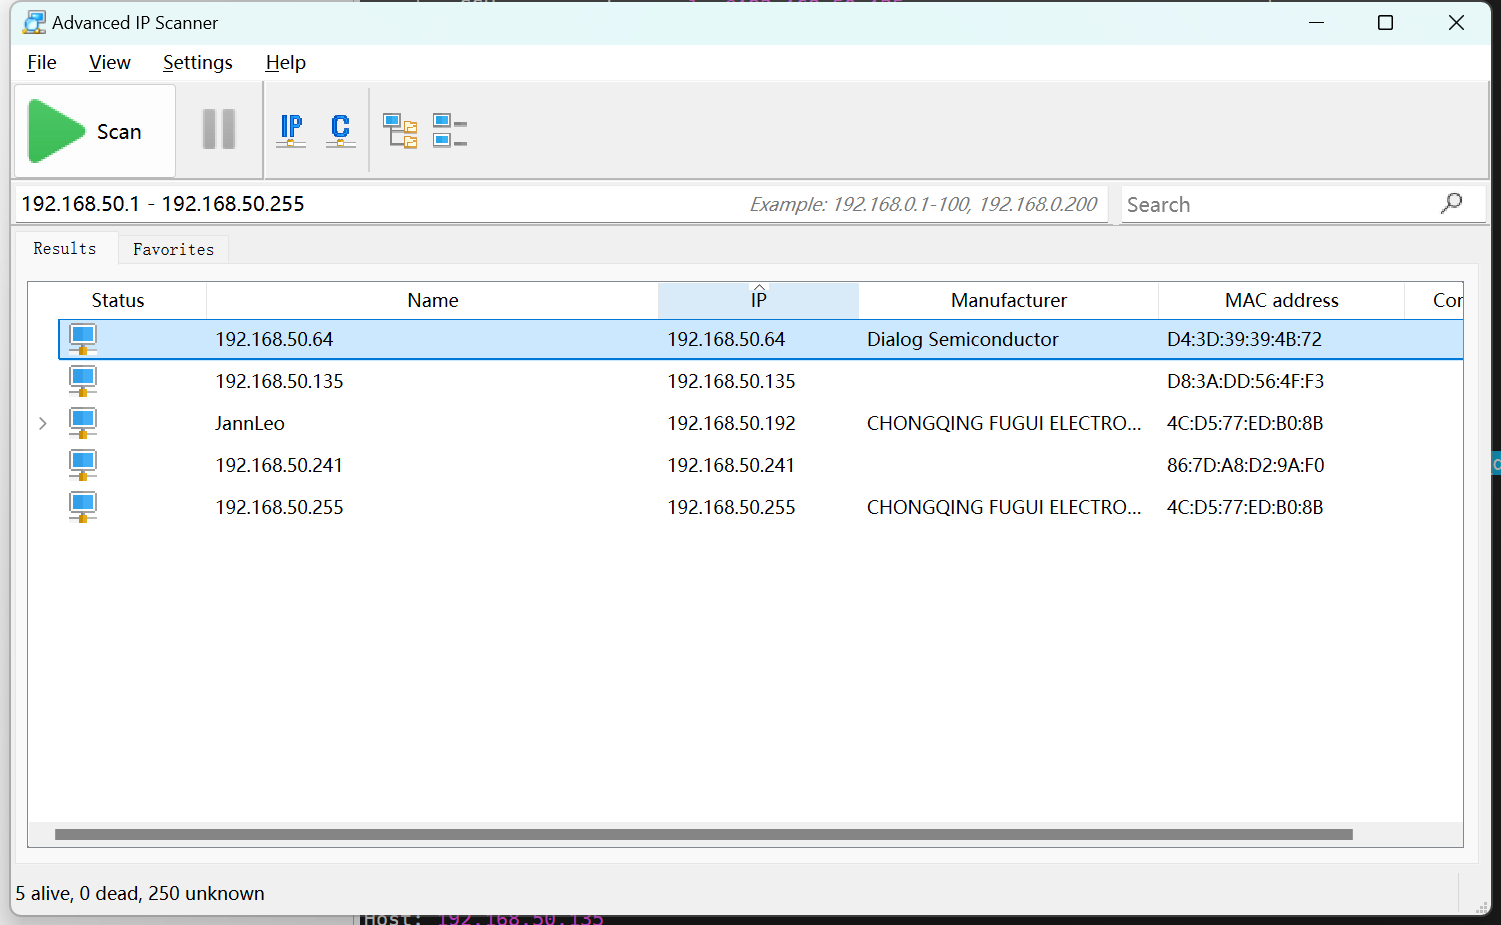 Advanced IP Scanner
File View Settings Help
Scan
IP C
192.168.50.1 - 192.168.50.255 Example: 192.168.0.1-100, 192.168.0.200 Search
Results Favorites
Status Name IP Manufacturer MAC address Cor
192.168.50.64 192.168.50.64 Dialog Semiconductor D4:3D:39:39:4B:72
192.168.50.135 192.168.50.135 D8:3A:DD:56:4F:F3
JannLeo 192.168.50.192 CHONGQING FUGUI ELECTRO... 4C:D5:77:ED:B0:8B
192.168.50.241 192.168.50.241 86:7D:A8:D2:9A:F0
192.168.50.255 192.168.50.255 CHONGQING FUGUI ELECTRO... 4C:D5:77:ED:B0:8B
5 alive, 0 dead, 250 unknown
Host: 192.168.50.135